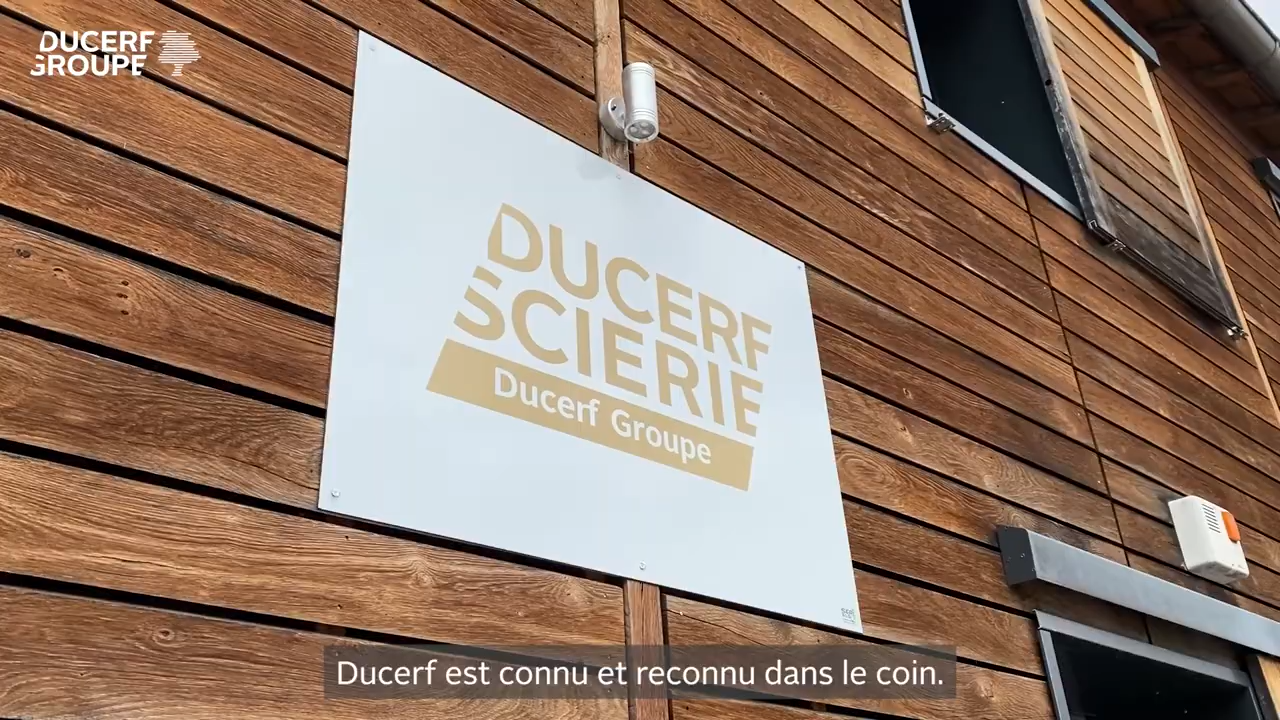 DUCERF
GROUPE
DUCERF
SCIERIE
Ducerf Groupe
Ducerf est connu et reconnu dans le coin.